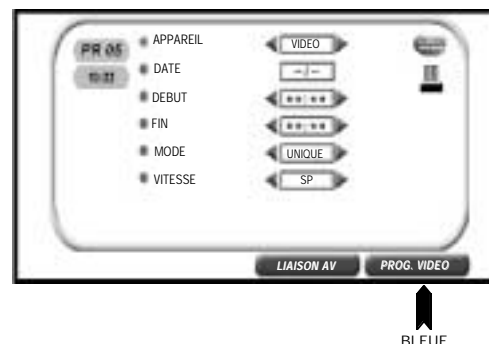 PR 05
APPAREIL VIDEO
DATE --/--
DEBUT **:**
FIN **:**
MODE UNIQUE
VITESSE SP
LIAISON AV PROG. VIDEO
BLEUE